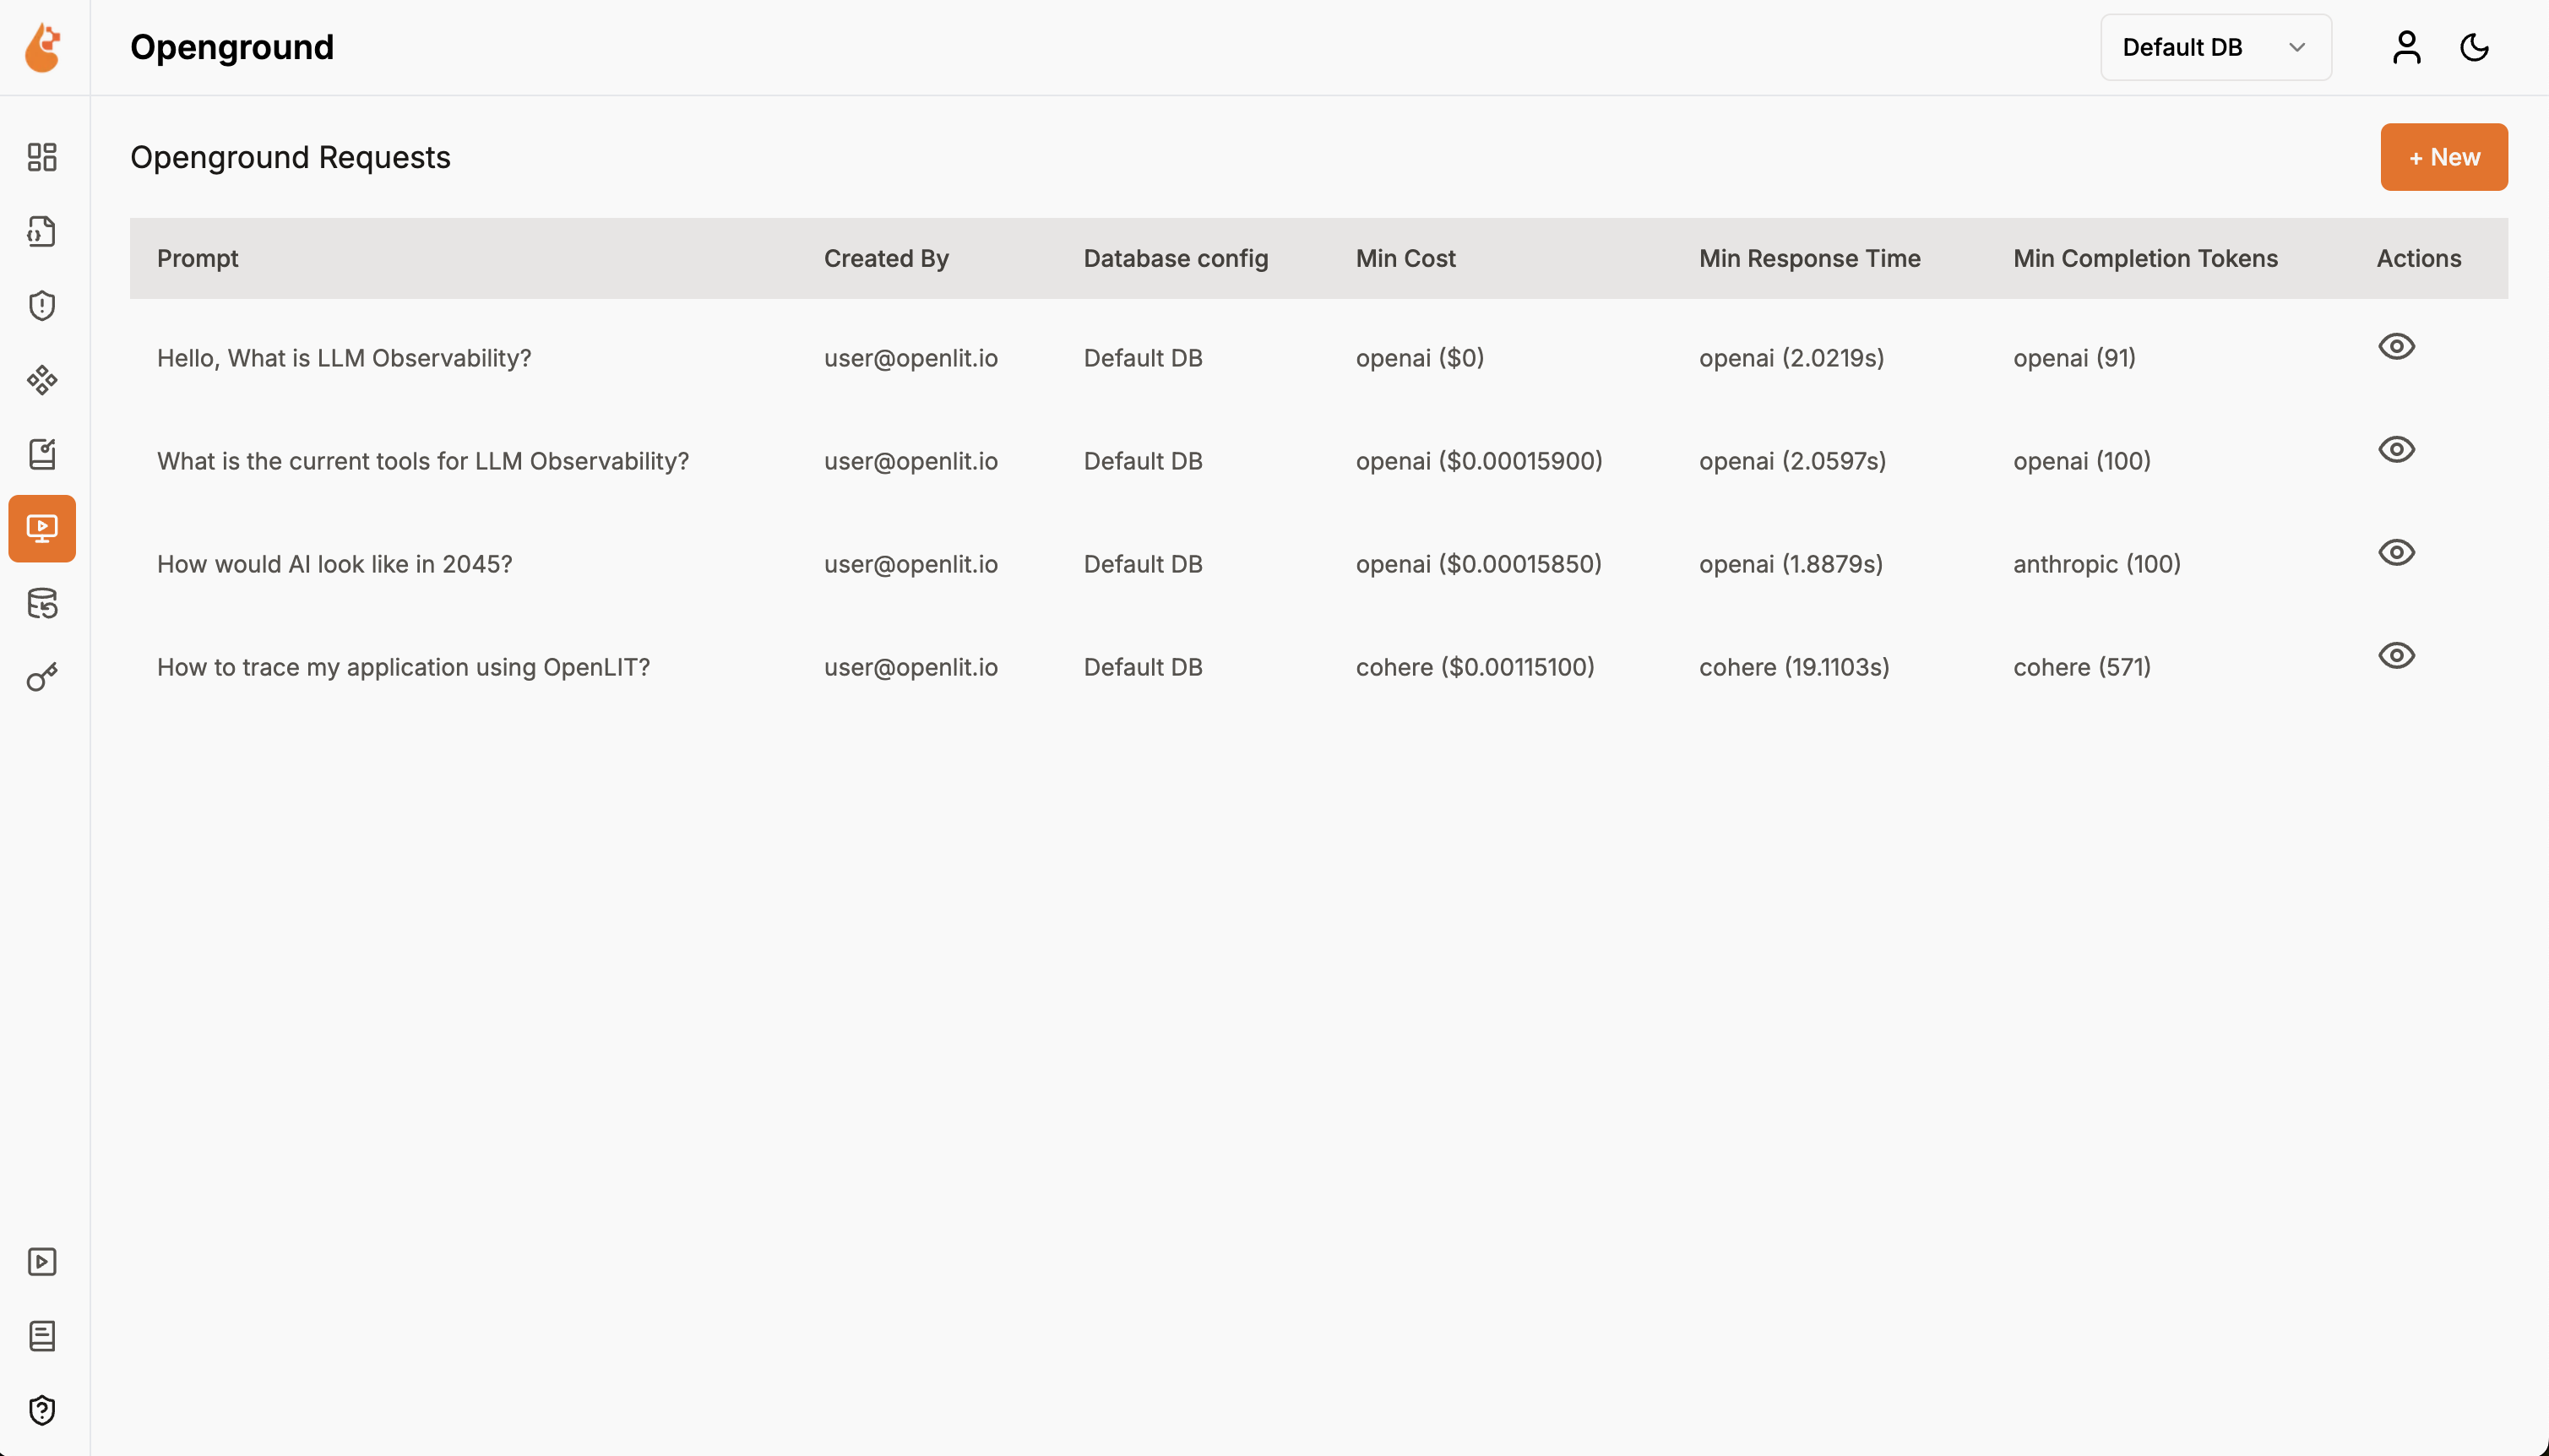 Openground
Default DB
Openground Requests
+ New
Prompt Created By Database config Min Cost Min Response Time Min Completion Tokens Actions
Hello, What is LLM Observability? user@openlit.io Default DB openai ($0) openai (2.0219s) openai (91)
What is the current tools for LLM Observability? user@openlit.io Default DB openai ($0.00015900) openai (2.0597s) openai (100)
How would AI look like in 2045? user@openlit.io Default DB openai ($0.00015850) openai (1.8879s) anthropic (100)
How to trace my application using OpenLIT? user@openlit.io Default DB cohere ($0.00115100) cohere (19.1103s) cohere (571)